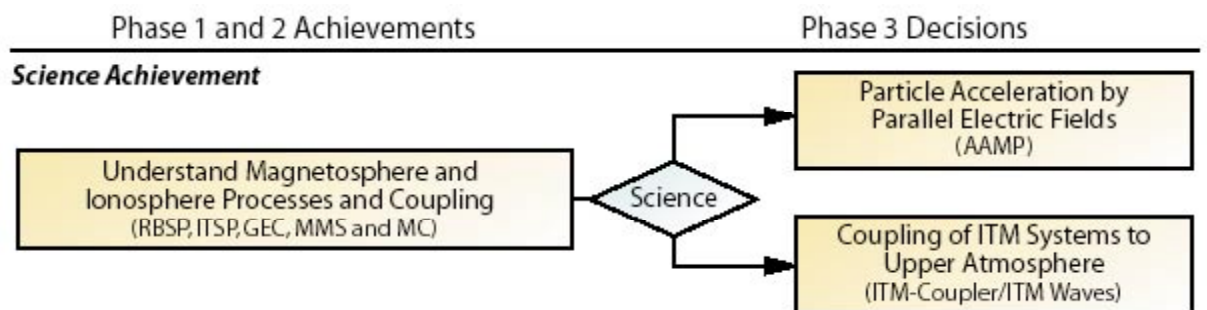 Phase 1 and 2 Achievements
Phase 3 Decisions
Science Achievement
Understand Magnetosphere and
Ionosphere Processes and Coupling
(RBSP, ITSP, GEC, MMS and MC)
Science
Particle Acceleration by
Parallel Electric Fields
(AAMP)
Coupling of ITM Systems to
Upper Atmosphere
(ITM-Coupler/ITM Waves)